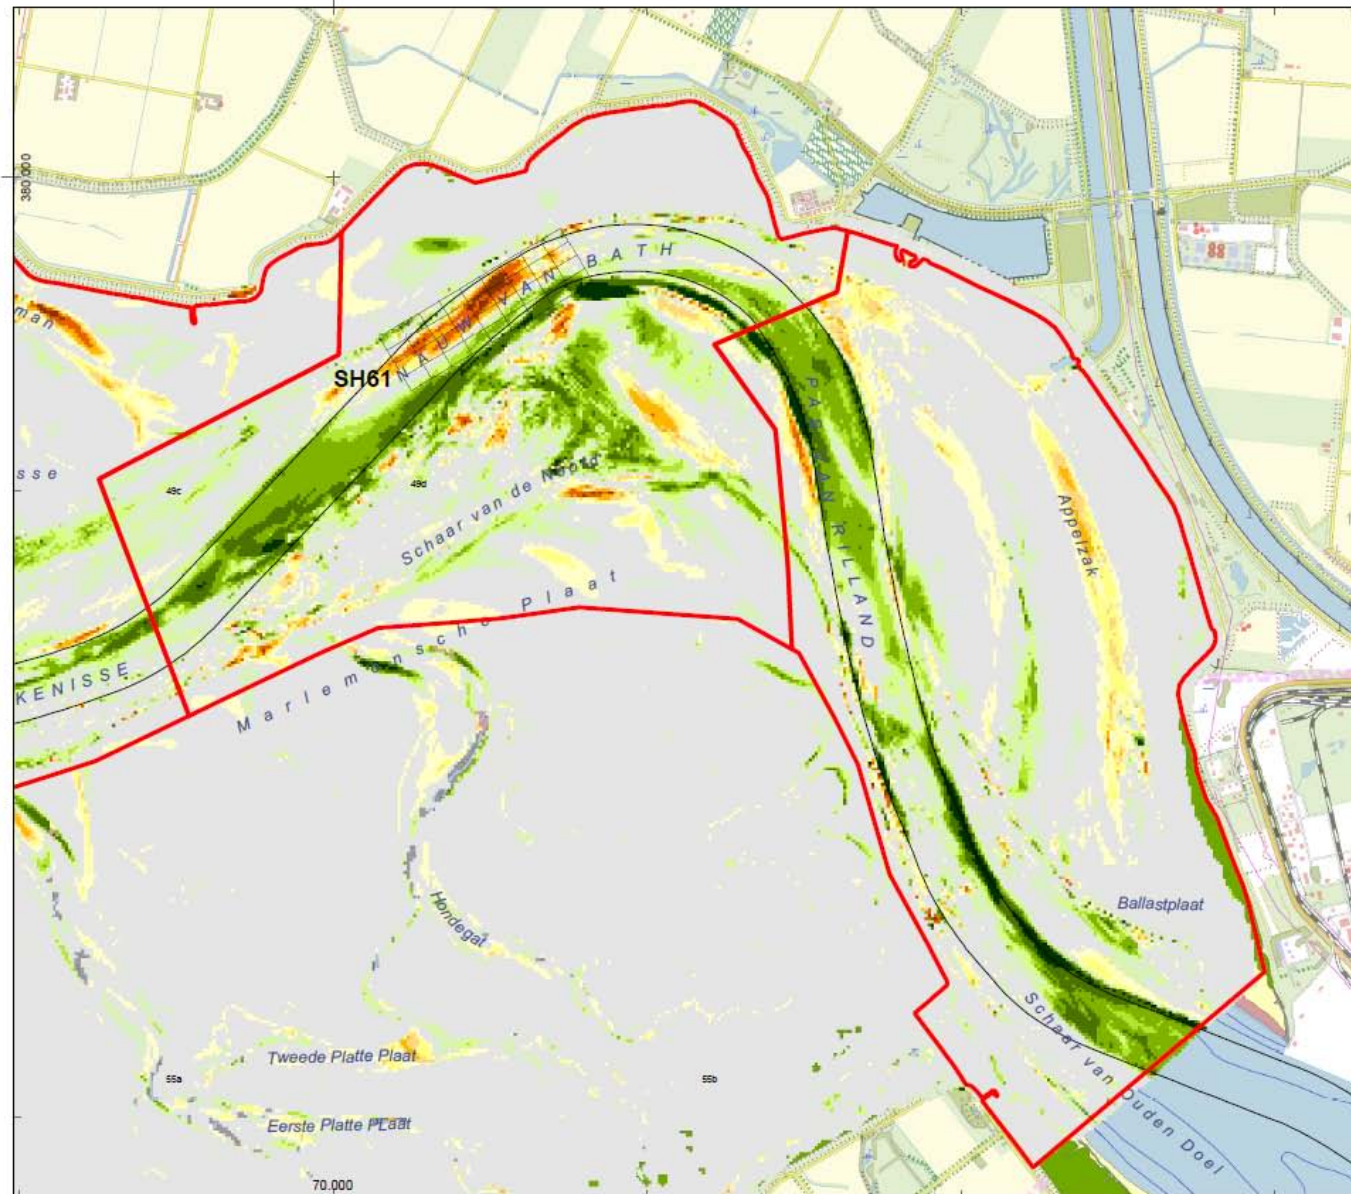 380.000
man
NAUW VAN BATH
SH61
sse
49c
49d
Schaar van de Noord
PAS VAN RILLAND
Appelzak
Marlemonsche Plaat
KENISSE
Hondegat
Ballastplaat
Schaar van Ouden Doel
Tweede Platte Plaat
55a
55b
Eerste Platte PLaat
70.000